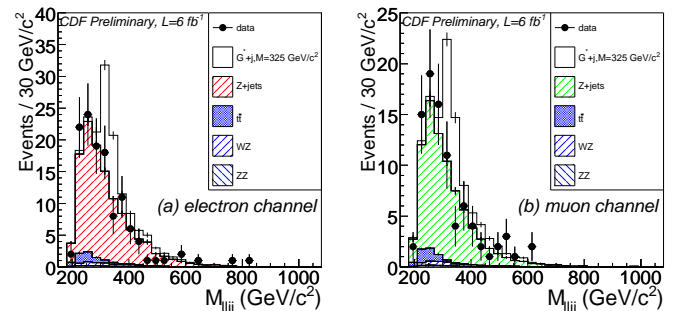 CDF Preliminary, L=6 fb⁻¹
Events / 30 GeV/c²
40
35
30
25
20
15
10
5
0
data
G*+j,M=325 GeV/c²
Z+jets
tt̄
WZ
ZZ
(a) electron channel
200 400 600 800 1000
M_lljj (GeV/c²)
CDF Preliminary, L=6 fb⁻¹
Events / 30 GeV/c²
25
20
15
10
5
0
data
G*+j,M=325 GeV/c²
Z+jets
tt̄
WZ
ZZ
(b) muon channel
200 400 600 800 1000
M_lljj (GeV/c²)